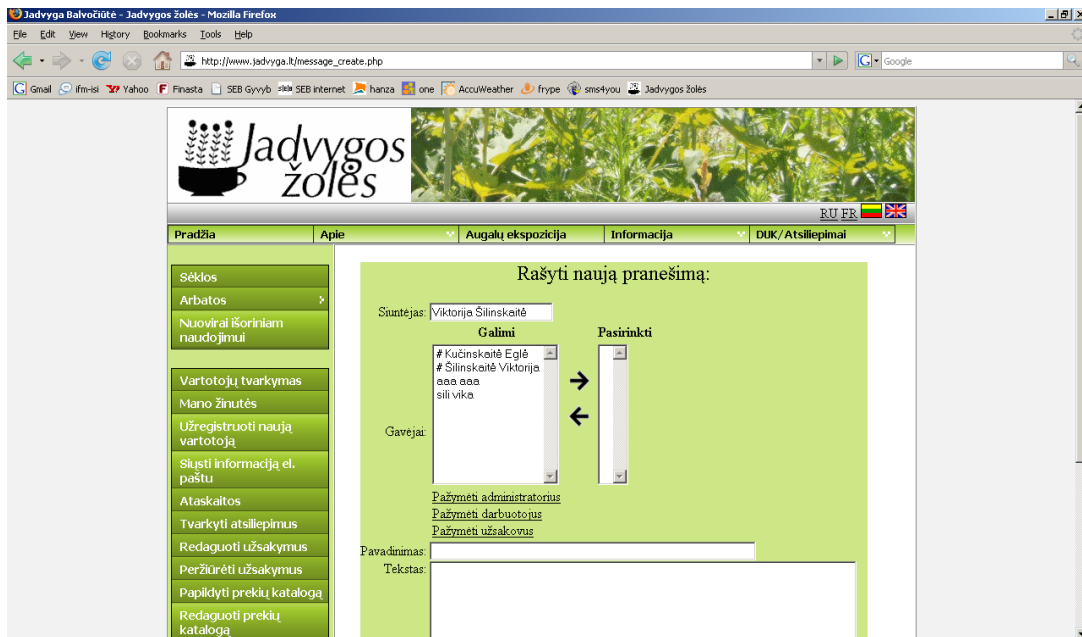 Jadvyga Balvočiūtė - Jadvygos žolės - Mozilla Firefox
File Edit View History Bookmarks Tools Help
http://www.jadvyga.lt/message_create.php
G Google
Gmail ifm-isi Yahoo Finasta SEB Gyvyb SEB internet hanza one AccuWeather frype sms4you Jadvygos žolės
Jadvygos
žolės
RU FR
Pradžia Apie Augalų ekspozicija Informacija DUK/Atsiliepimai
Sėklos
Arbatos
Nuovirai išoriniam
naudojimui
Vartotojų tvarkymas
Mano žinutės
Užregistruoti naują
vartotoją
Siųsti informaciją el.
paštu
Ataskaitos
Tvarkyti atsiliepimus
Redaguoti užsakymus
Peržiūrėti užsakymus
Papildyti prekių katalogą
Redaguoti prekių
katalogą
Rašyti naują pranešimą:
Siuntėjas: Viktorija Šilinskaitė
Galimi Pasirinkti
# Kučinskaitė Eglė
# Šilinskaitė Viktorija
aaa aaa
sili vika
Gavėjai:
Pažymėti administratorius
Pažymėti darbuotojus
Pažymėti užsakovus
Pavadinimas:
Tekstas: